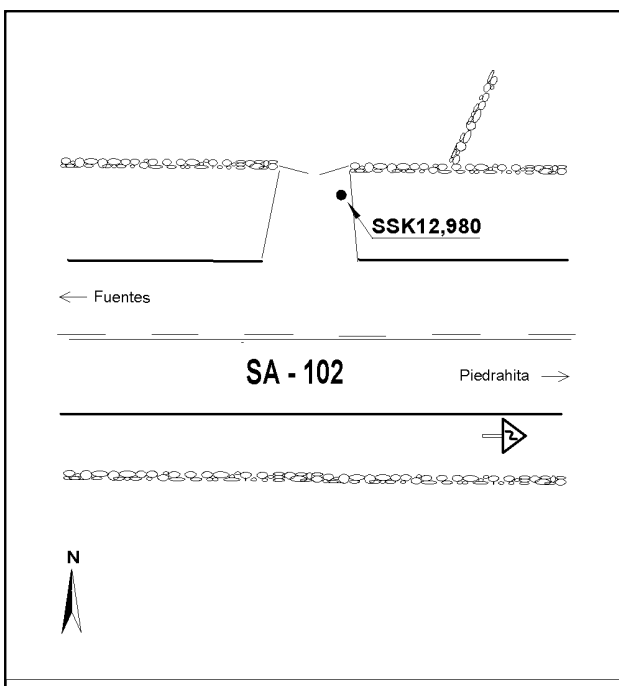 SSK12,980
← Fuentes
SA - 102
Piedrahita →
N